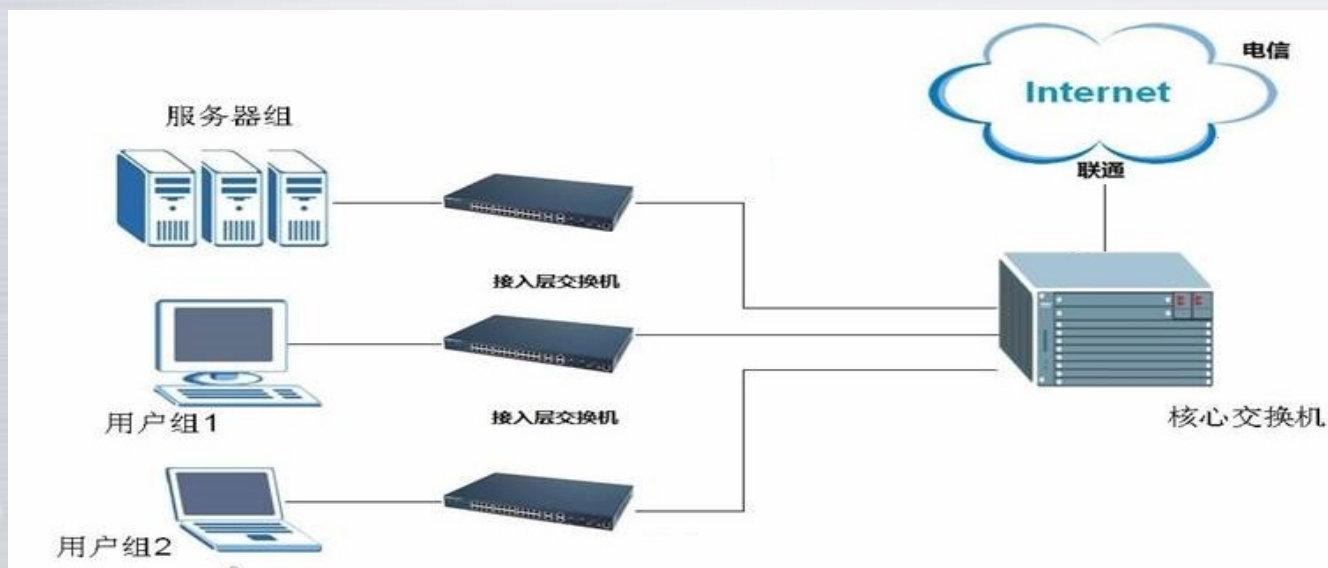 电信
Internet
联通
服务器组
接入层交换机
用户组1
接入层交换机
核心交换机
用户组2